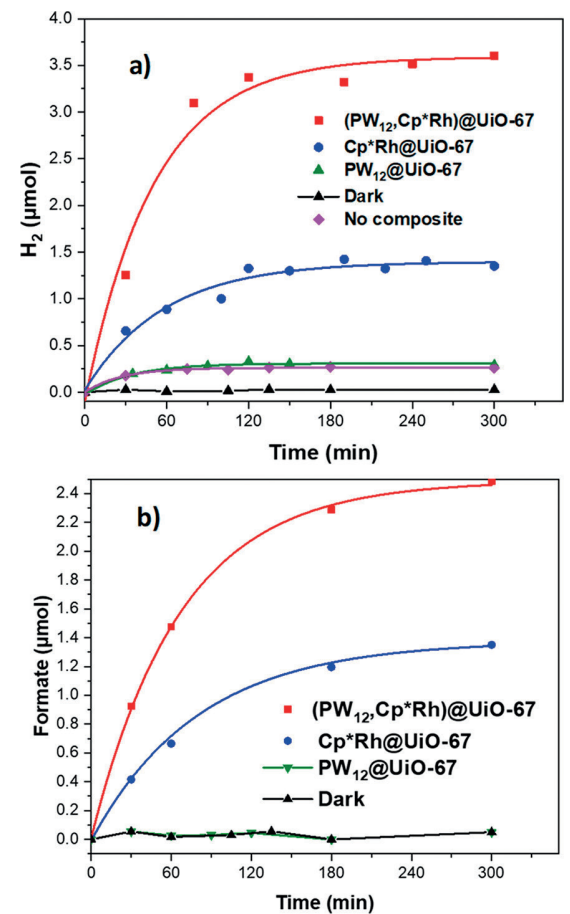 a)
4.0
3.5
3.0
2.5
2.0
1.5
1.0
0.5
0.0
H₂ (μmol)
(PW₁₂,Cp*Rh)@UiO-67
Cp*Rh@UiO-67
PW₁₂@UiO-67
Dark
No composite
0 60 120 180 240 300
Time (min)
b)
2.4
2.2
2.0
1.8
1.6
1.4
1.2
1.0
0.8
0.6
0.4
0.2
0.0
Formate (μmol)
(PW₁₂,Cp*Rh)@UiO-67
Cp*Rh@UiO-67
PW₁₂@UiO-67
Dark
0 60 120 180 240 300
Time (min)